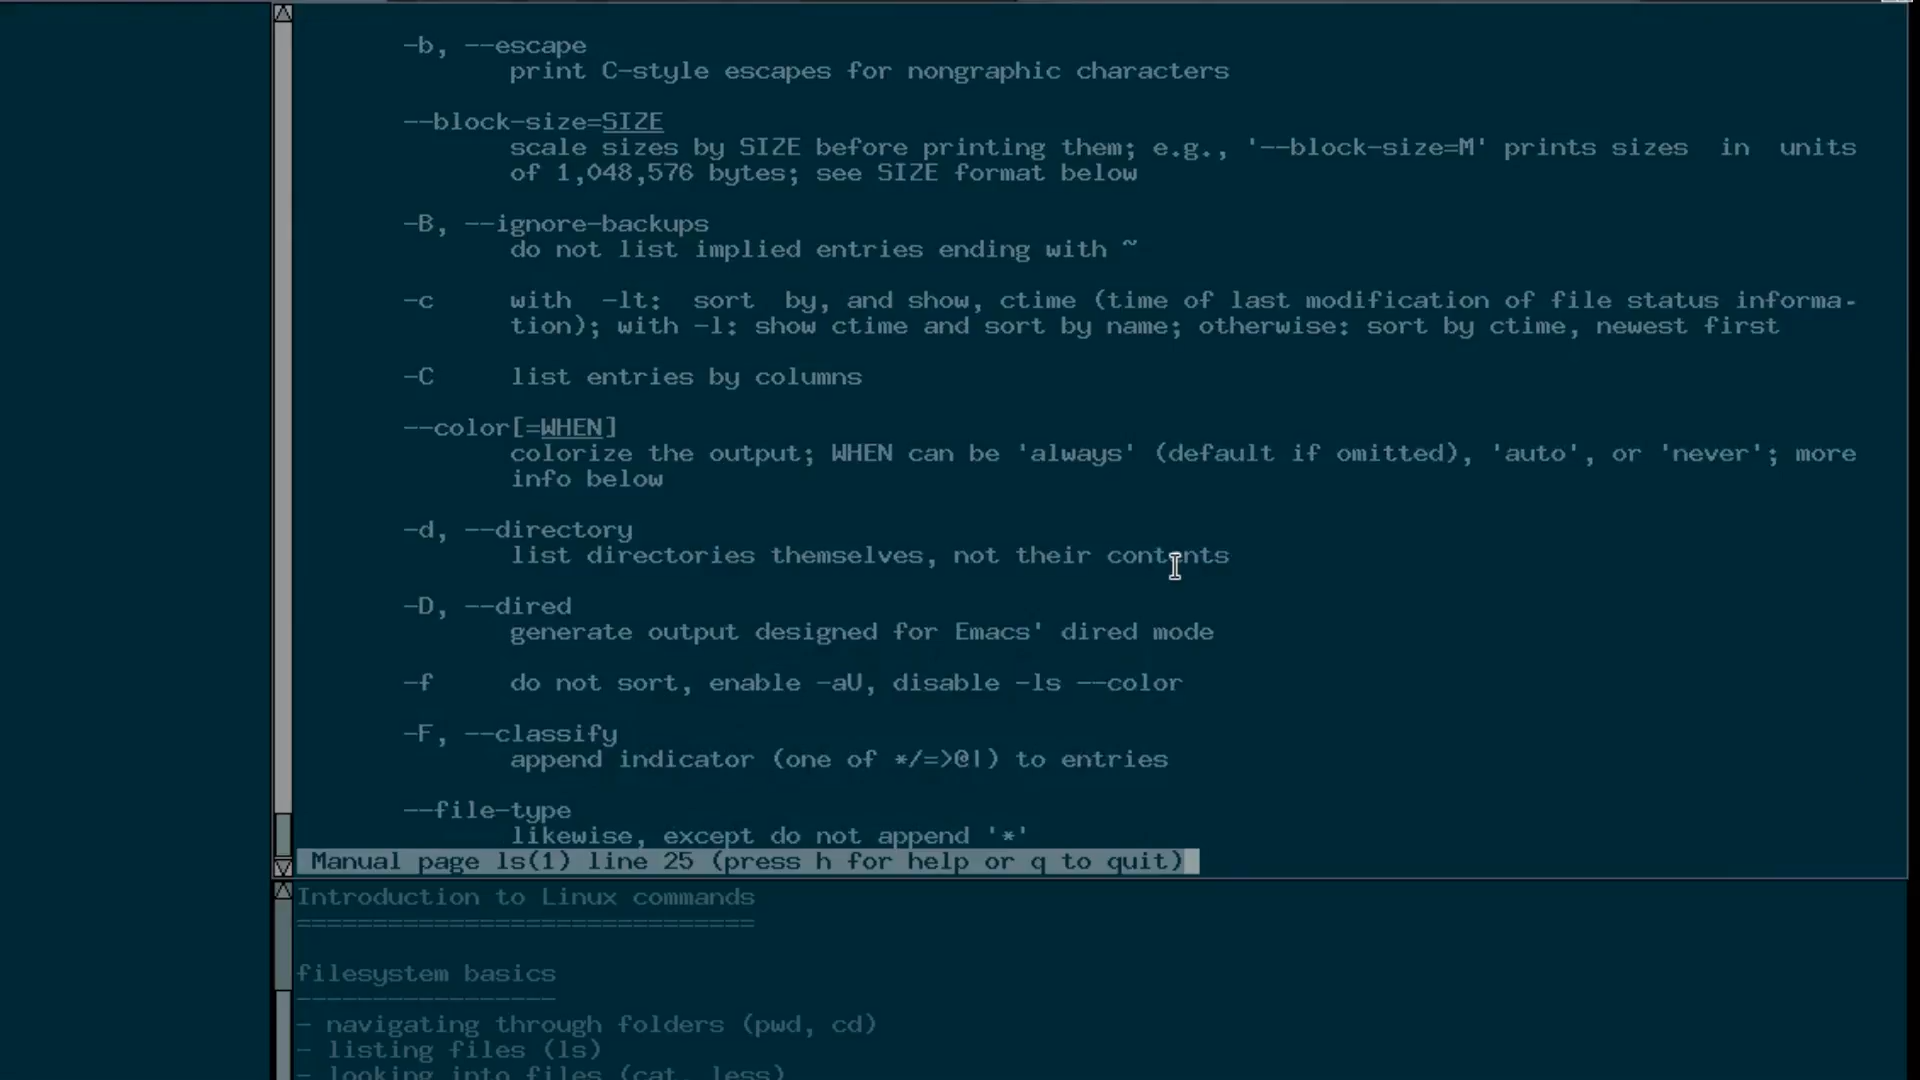 -b, --escape
print C-style escapes for nongraphic characters
--block-size=SIZE
scale sizes by SIZE before printing them; e.g., '--block-size=M' prints sizes  in  units
of 1,048,576 bytes; see SIZE format below
-B, --ignore-backups
do not list implied entries ending with ~
-c     with  -lt:  sort  by, and show, ctime (time of last modification of file status informa-
tion); with -l: show ctime and sort by name; otherwise: sort by ctime, newest first
-C     list entries by columns
--color[=WHEN]
colorize the output; WHEN can be 'always' (default if omitted), 'auto', or 'never'; more
info below
-d, --directory
list directories themselves, not their contents
-D, --dired
generate output designed for Emacs' dired mode
-f     do not sort, enable -aU, disable -ls --color
-F, --classify
append indicator (one of */=>@|) to entries
--file-type
likewise, except do not append '*'
Manual page ls(1) line 25 (press h for help or q to quit)
Introduction to Linux commands
==============================
filesystem basics
-----------------
- navigating through folders (pwd, cd)
- listing files (ls)
- looking into files (cat, less)